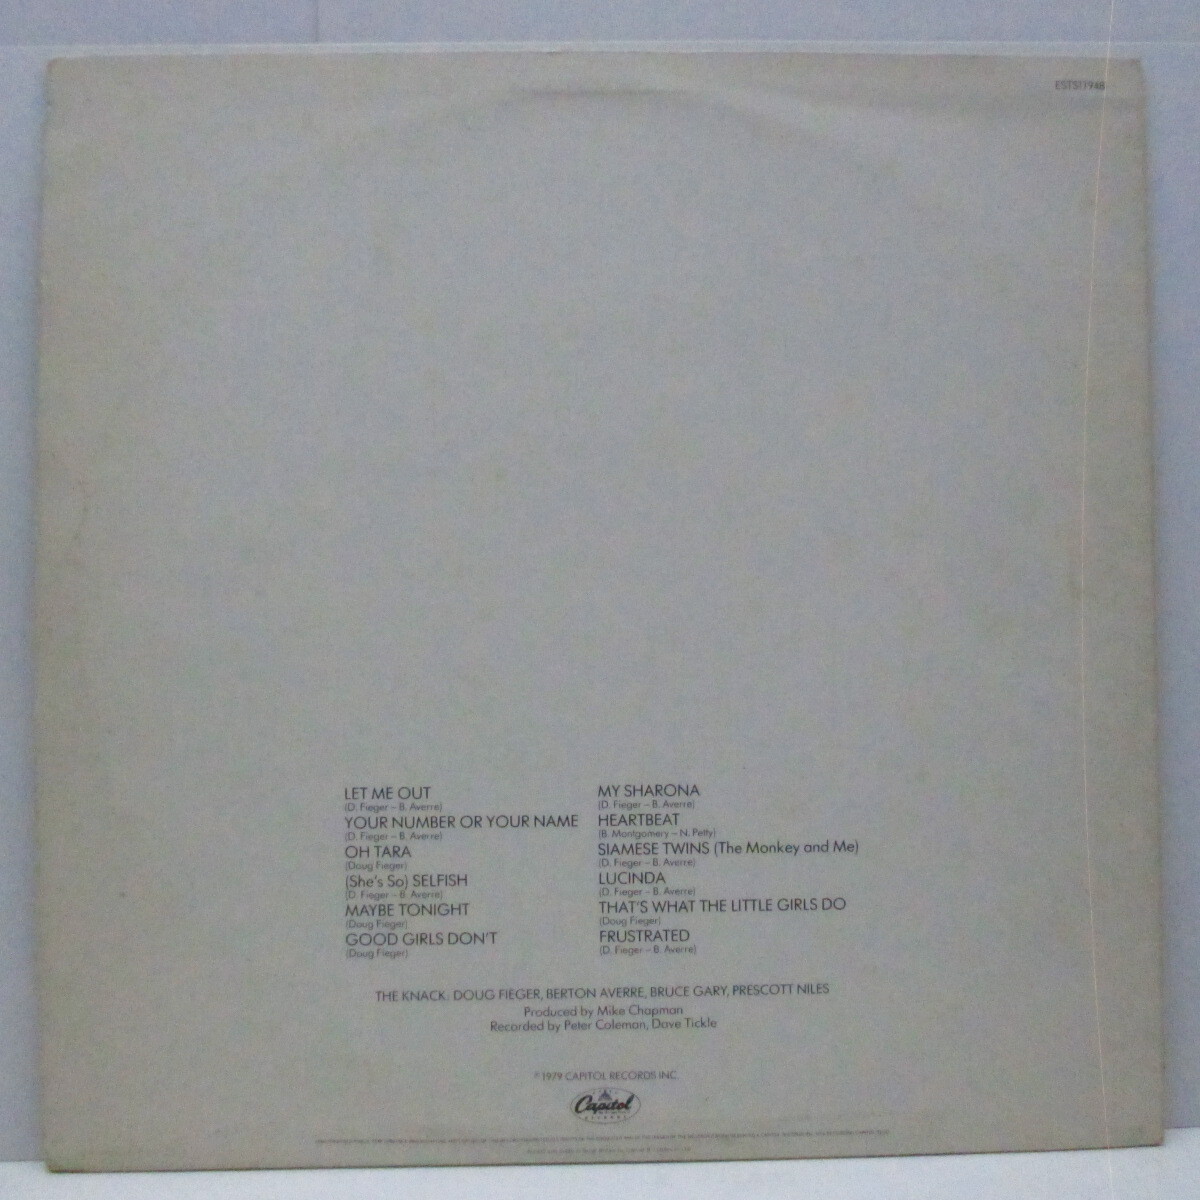 ESTS11948
LET ME OUT
(D. Fieger – B. Averre)
YOUR NUMBER OR YOUR NAME
(D. Fieger – B. Averre)
OH TARA
(Doug Fieger)
(She's So) SELFISH
(D. Fieger – B. Averre)
MAYBE TONIGHT
(Doug Fieger)
GOOD GIRLS DON'T
(Doug Fieger)
MY SHARONA
(D. Fieger – B. Averre)
HEARTBEAT
(B. Montgomery – N. Petty)
SIAMESE TWINS (The Monkey and Me)
(D. Fieger – B. Averre)
LUCINDA
(D. Fieger – B. Averre)
THAT'S WHAT THE LITTLE GIRLS DO
(Doug Fieger)
FRUSTRATED
(D. Fieger – B. Averre)
THE KNACK: DOUG FIEGER, BERTON AVERRE, BRUCE GARY, PRESCOTT NILES
Produced by Mike Chapman
Recorded by Peter Coleman, Dave Tickle
℗1979 CAPITOL RECORDS INC.
Capitol
RECORDS